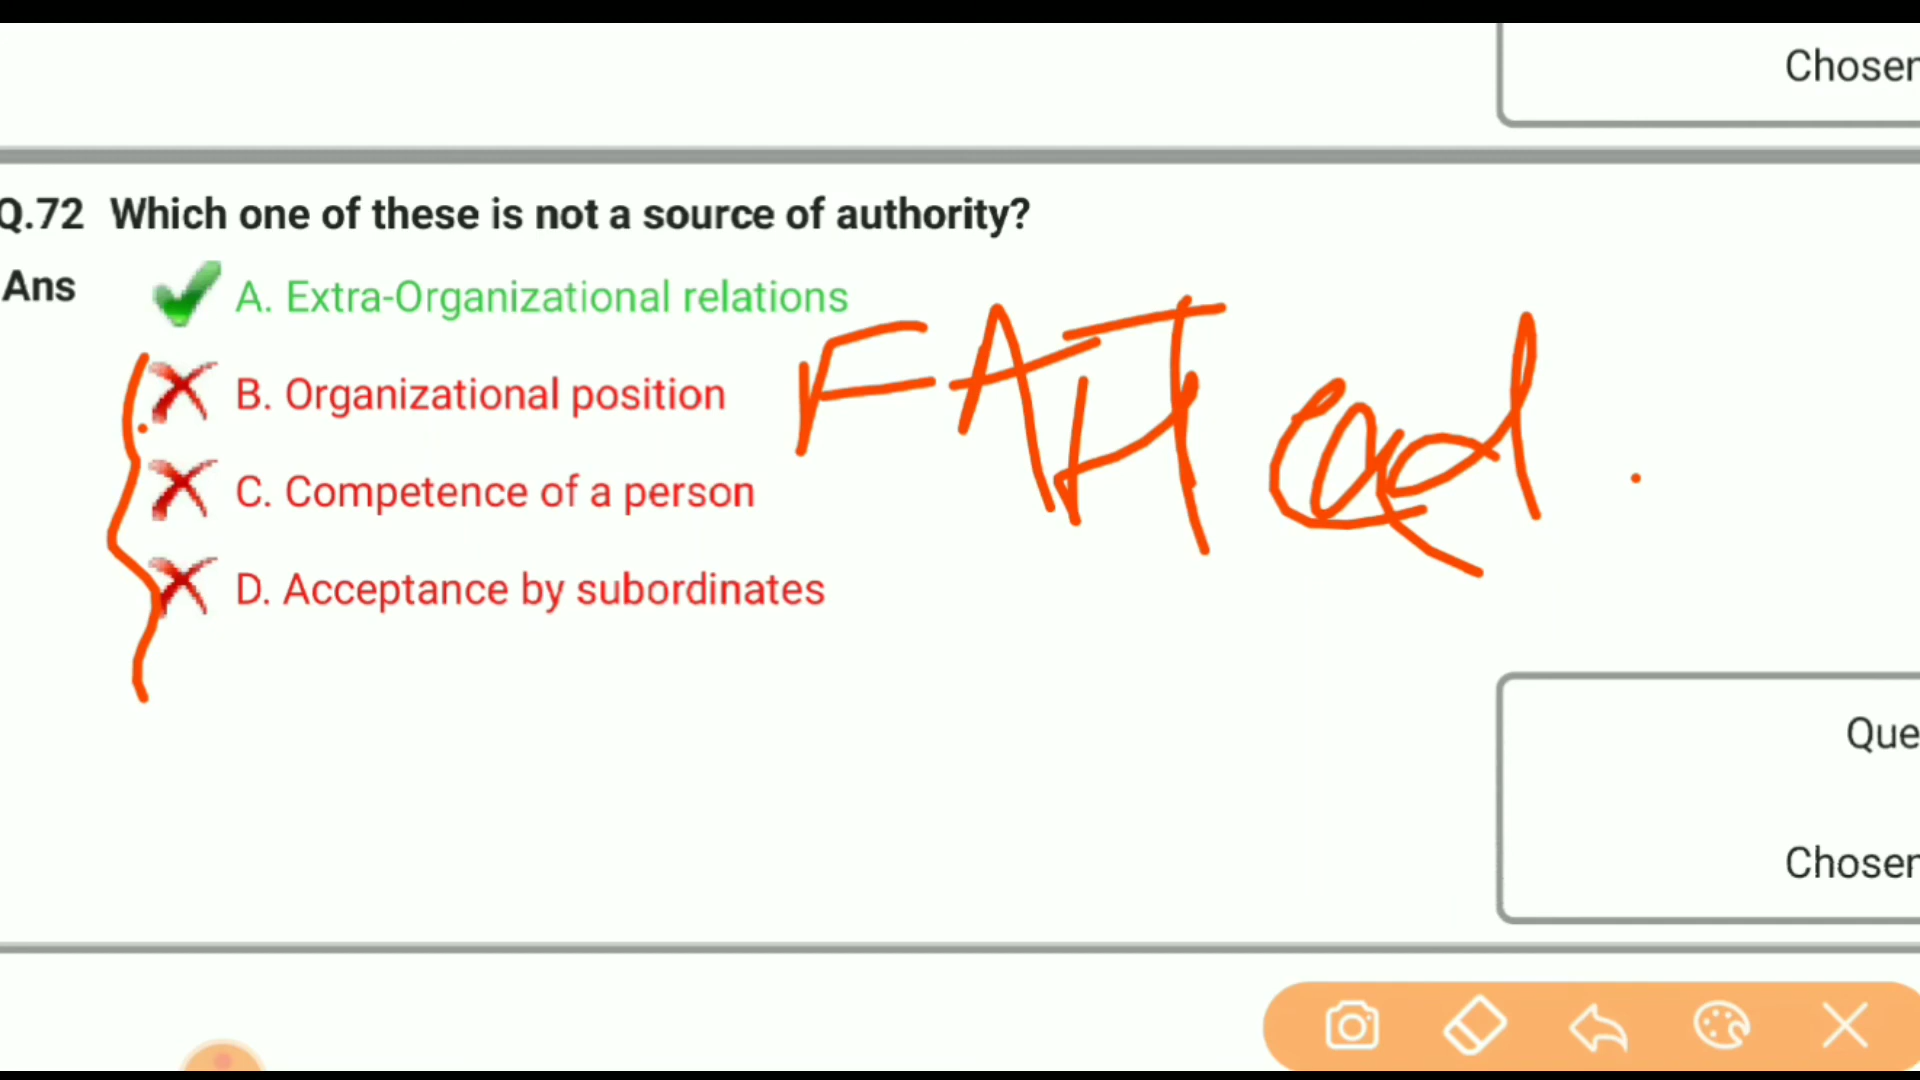 Chosen
Q.72 Which one of these is not a source of authority?
Ans A. Extra-Organizational relations
B. Organizational position
C. Competence of a person
D. Acceptance by subordinates
Que
Chosen